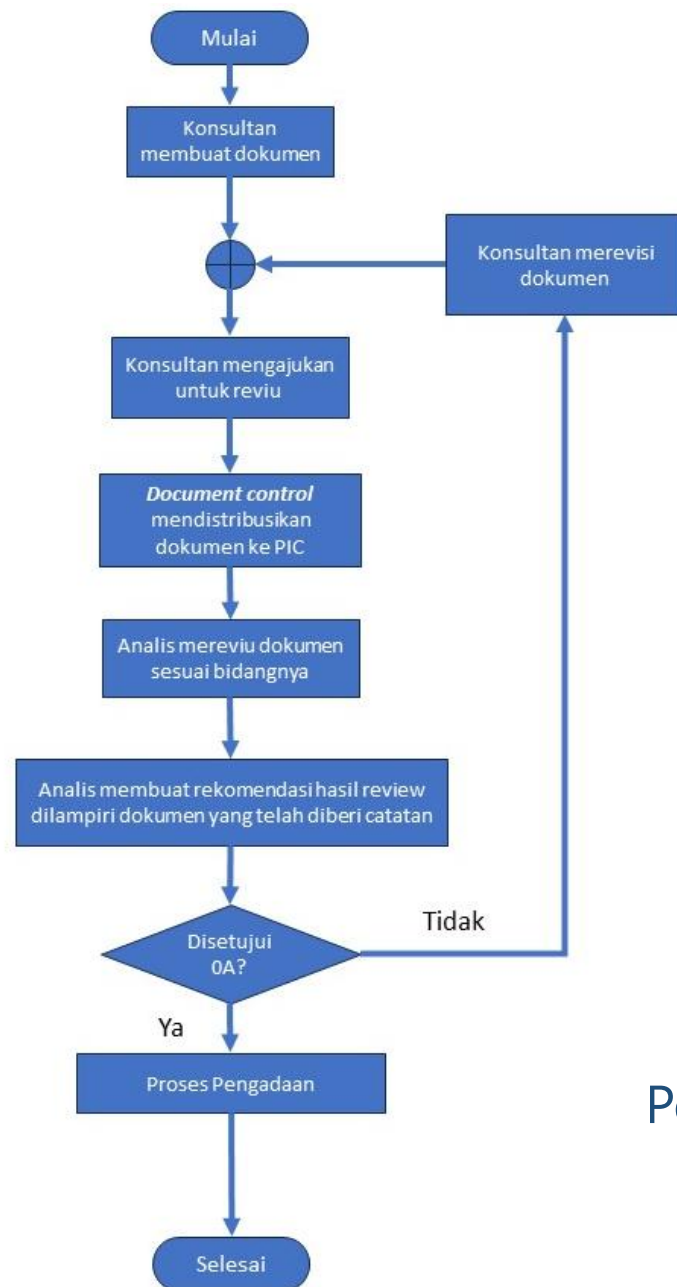 Mulai
Konsultan
membuat dokumen
Konsultan merevisi
dokumen
Konsultan mengajukan
untuk reviu
Document control
mendistribusikan
dokumen ke PIC
Analis mereviu dokumen
sesuai bidangnya
Analis membuat rekomendasi hasil review
dilampiri dokumen yang telah diberi catatan
Disetujui
0A?
Tidak
Ya
Proses Pengadaan
Selesai